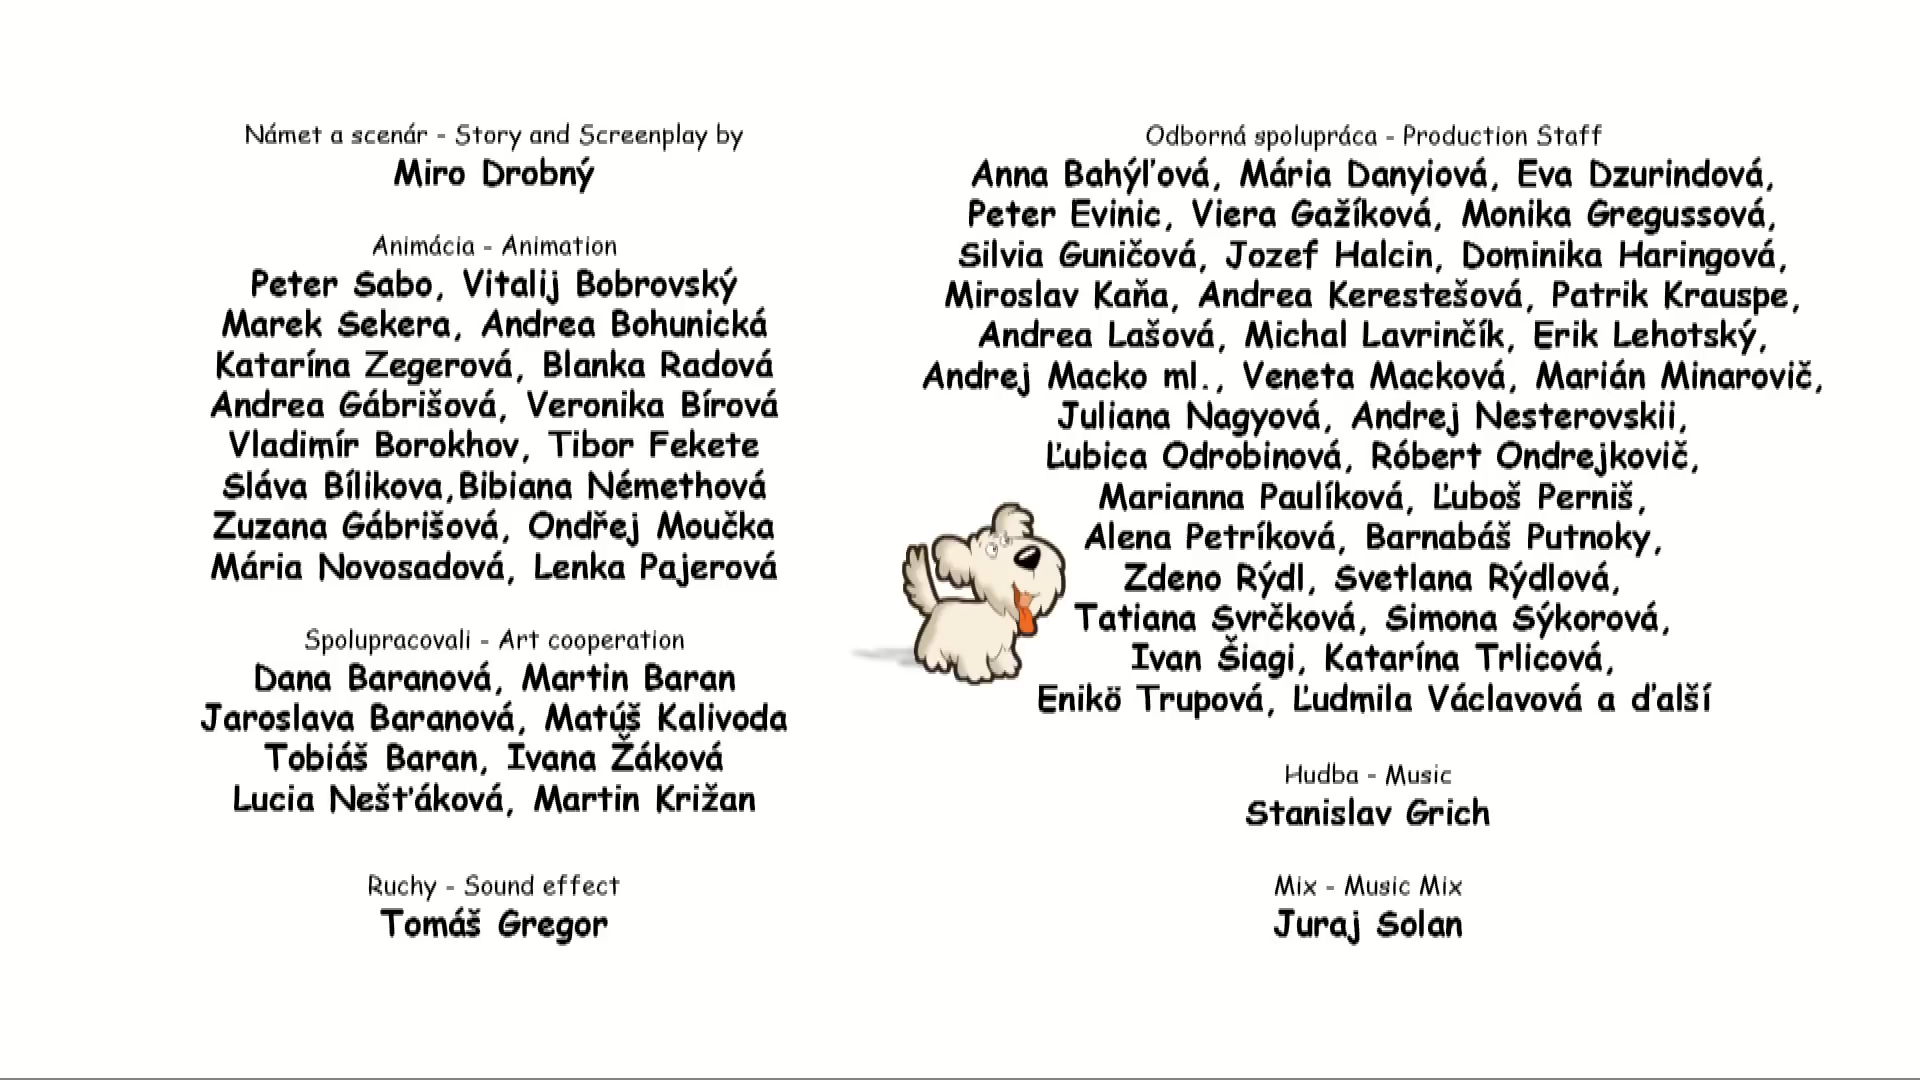 Námet a scenár - Story and Screenplay by
Miro Drobný
Animácia - Animation
Peter Sabo, Vitalij Bobrovský
Marek Sekera, Andrea Bohunická
Katarína Zegerová, Blanka Radová
Andrea Gábrišová, Veronika Bírová
Vladimír Borokhov, Tibor Fekete
Sláva Bílikova,Bibiana Némethová
Zuzana Gábrišová, Ondřej Moučka
Mária Novosadová, Lenka Pajerová
Spolupracovali - Art cooperation
Dana Baranová, Martin Baran
Jaroslava Baranová, Matúš Kalivoda
Tobiáš Baran, Ivana Žáková
Lucia Nešťáková, Martin Križan
Ruchy - Sound effect
Tomáš Gregor
Odborná spolupráca - Production Staff
Anna Bahýľová, Mária Danyiová, Eva Dzurindová,
Peter Evinic, Viera Gažíková, Monika Gregussová,
Silvia Guničová, Jozef Halcin, Dominika Haringová,
Miroslav Kaňa, Andrea Kerestešová, Patrik Krauspe,
Andrea Lašová, Michal Lavrinčík, Erik Lehotský,
Andrej Macko ml., Veneta Macková, Marián Minarovič,
Juliana Nagyová, Andrej Nesterovskii,
Ľubica Odrobinová, Róbert Ondrejkovič,
Marianna Paulíková, Ľuboš Perniš,
Alena Petríková, Barnabáš Putnoky,
Zdeno Rýdl, Svetlana Rýdlová,
Tatiana Svrčková, Simona Sýkorová,
Ivan Šiagi, Katarína Trlicová,
Enikö Trupová, Ľudmila Václavová a ďalší
Hudba - Music
Stanislav Grich
Mix - Music Mix
Juraj Solan